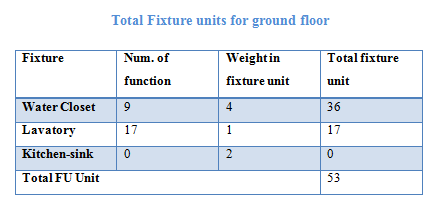 Total Fixture units for ground floor
Fixture Num. of Weight in Total fixture
function fixture unit unit
Water Closet 9 4 36
Lavatory 17 1 17
Kitchen-sink 0 2 0
Total FU Unit 53